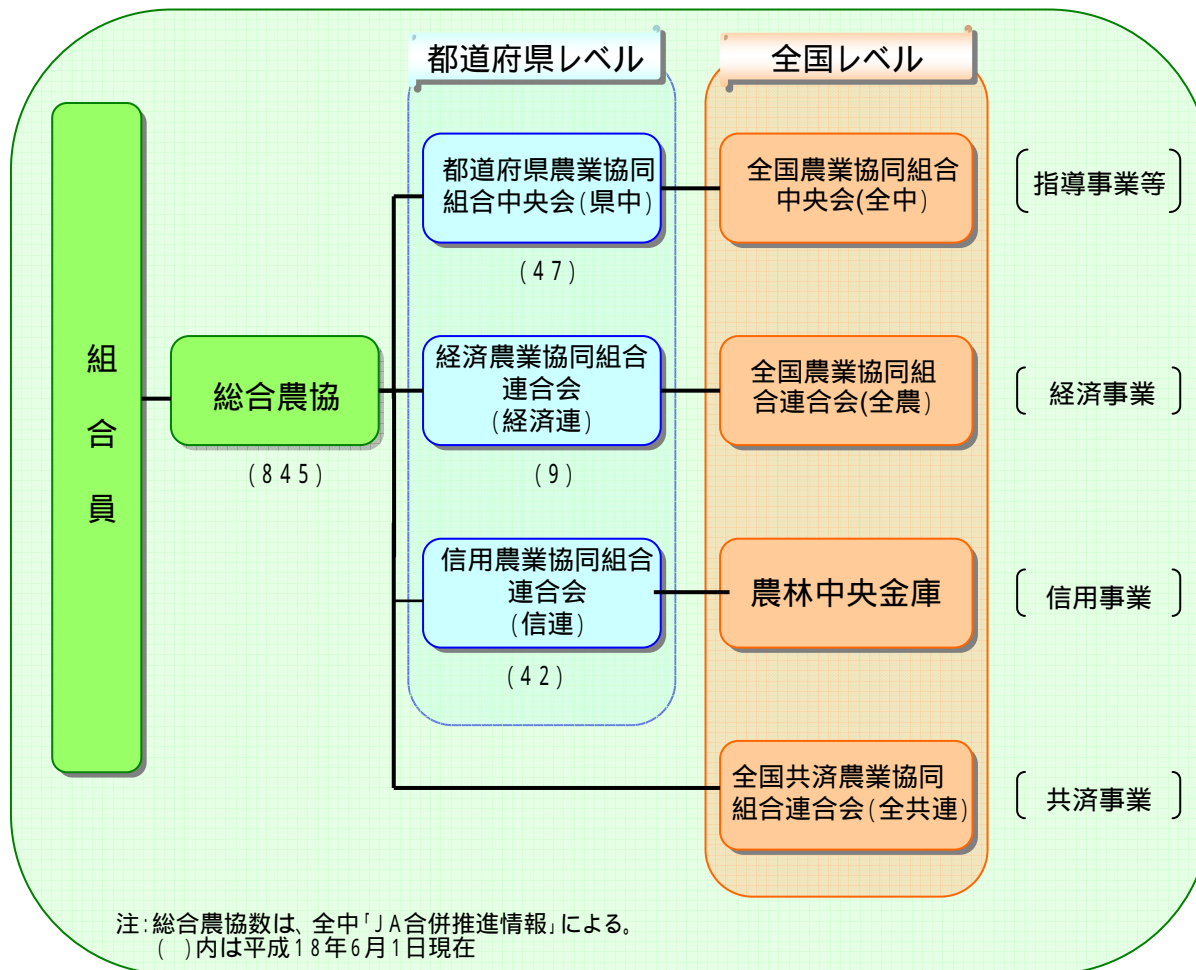 都道府県レベル
全国レベル
組
合
員
総合農協
(845)
都道府県農業協同
組合中央会(県中)
(47)
全国農業協同組合
中央会(全中)
指導事業等
経済農業協同組合
連合会
(経済連)
(9)
全国農業協同組
合連合会(全農)
経済事業
信用農業協同組合
連合会
(信連)
(42)
農林中央金庫
信用事業
全国共済農業協同
組合連合会(全共連)
共済事業
注:総合農協数は、全中「JA合併推進情報」による。
( )内は平成18年6月1日現在